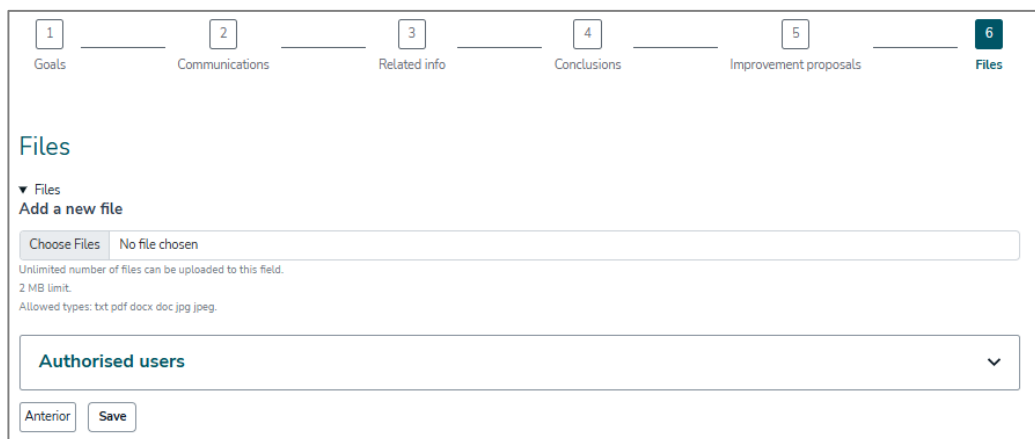 1 2 3 4 5 6
Goals Communications Related info Conclusions Improvement proposals Files
Files
Files
Add a new file
Choose Files No file chosen
Unlimited number of files can be uploaded to this field.
2 MB limit.
Allowed types: txt pdf docx doc jpg jpeg.
Authorised users
Anterior Save